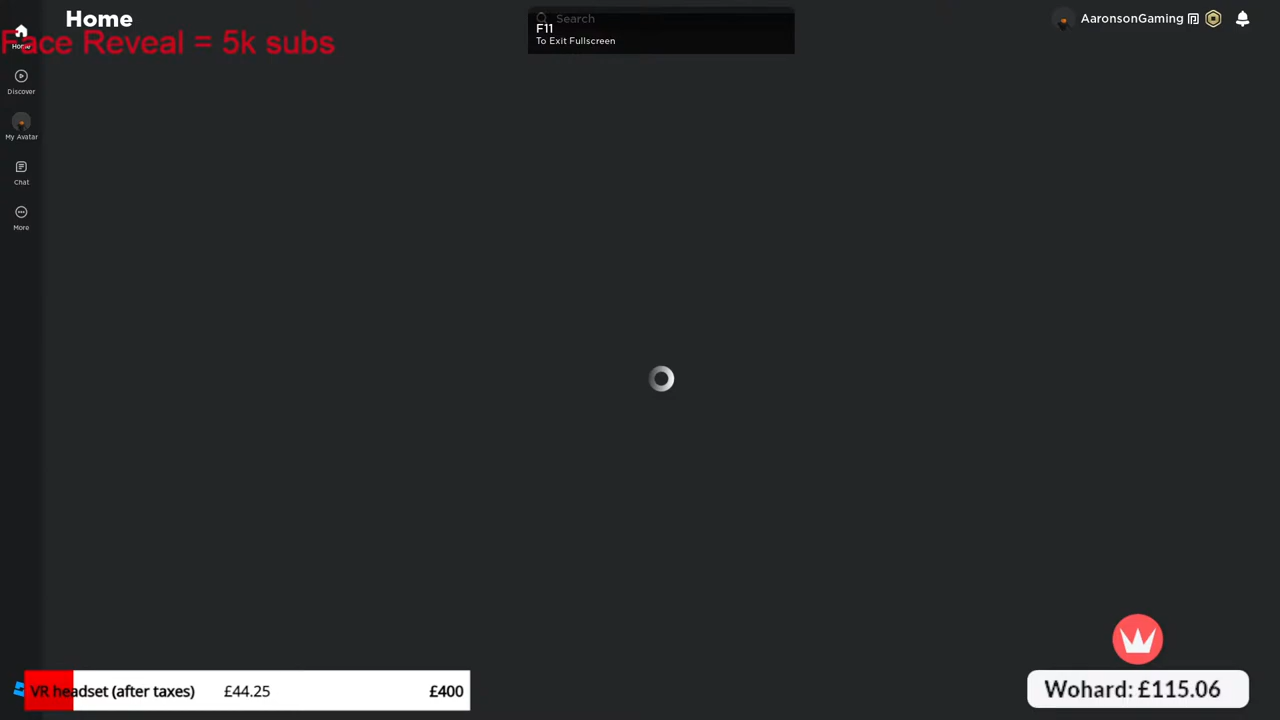 Home
Search
AaronsonGaming
Face Reveal = 5k subs
Home
F11
To Exit Fullscreen
Discover
My Avatar
Chat
More
VR headset (after taxes) £44.25 £400
Wohard: £115.06